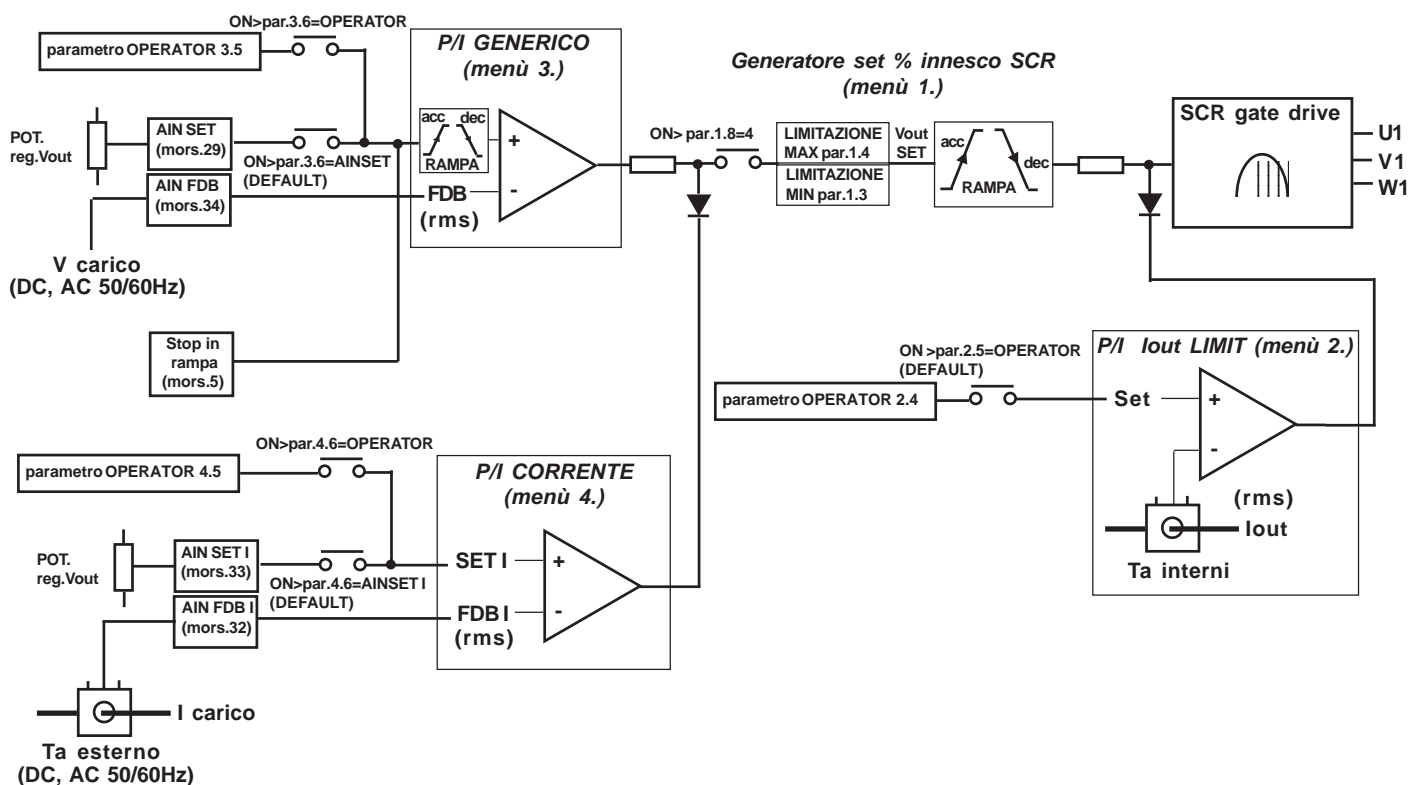 ON>par.3.6=OPERATOR
parametro OPERATOR 3.5
P/I GENERICO
(menù 3.)
Generatore set % innesco SCR
(menù 1.)
SCR gate drive
U1
V1
W1
POT.
reg.Vout
AIN SET
(mors.29)
ON>par.3.6=AINSET
(DEFAULT)
acc
dec
RAMPA
+
-
FDB
(rms)
AIN FDB
(mors.34)
ON> par.1.8=4
LIMITAZIONE
MAX par.1.4
LIMITAZIONE
MIN par.1.3
Vout
SET
acc
dec
RAMPA
V carico
(DC, AC 50/60Hz)
Stop in
rampa
(mors.5)
ON >par.2.5=OPERATOR
(DEFAULT)
parametro OPERATOR 2.4
P/I Iout LIMIT (menù 2.)
Set
+
-
(rms)
Iout
Ta interni
ON>par.4.6=OPERATOR
parametro OPERATOR 4.5
P/I CORRENTE
(menù 4.)
POT.
reg.Vout
AIN SET I
(mors.33)
ON>par.4.6=AINSET I
(DEFAULT)
SET I
+
-
FDB I
(rms)
AIN FDB I
(mors.32)
I carico
Ta esterno
(DC, AC 50/60Hz)